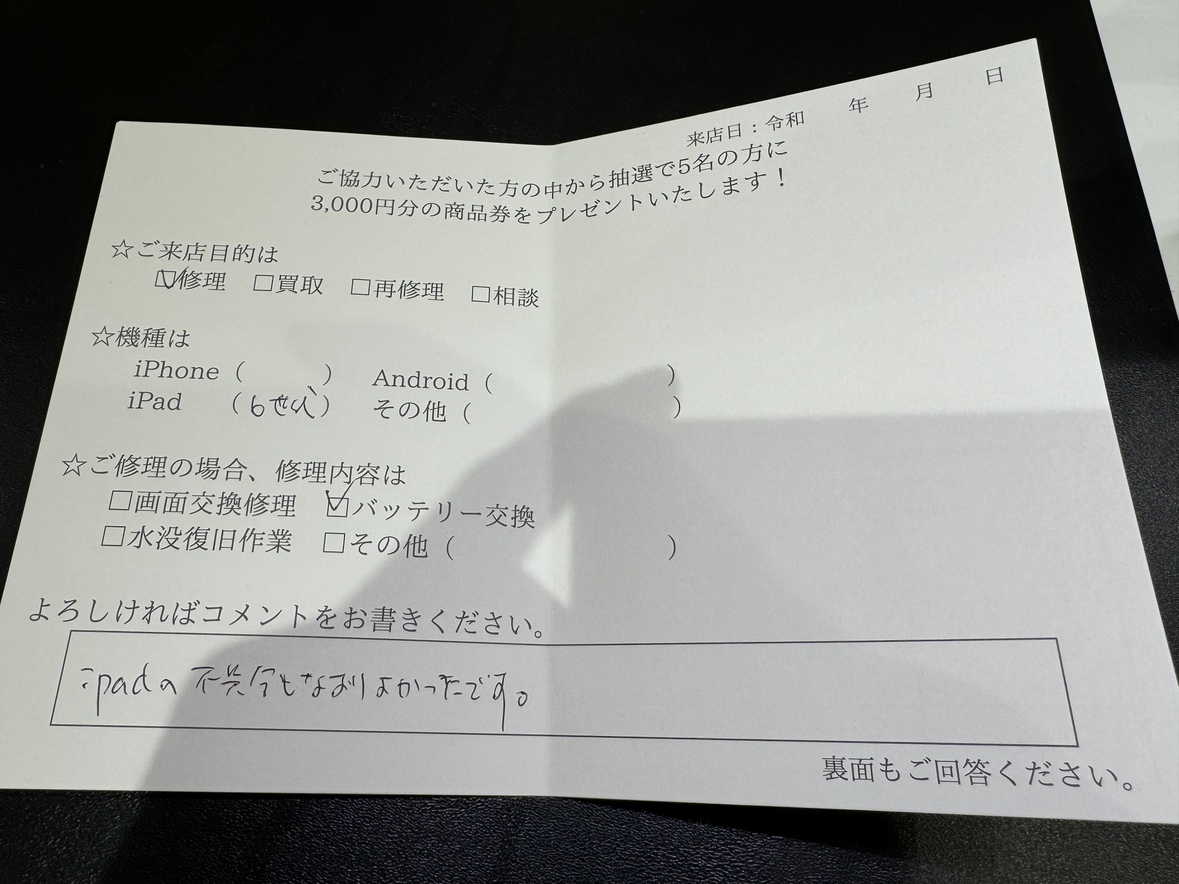 来店日：令和　年　月　日
ご協力いただいた方の中から抽選で5名の方に
3,000円分の商品券をプレゼントいたします！
☆ご来店目的は
☑修理　□買取　□再修理　□相談
☆機種は
iPhone（　　　）　Android（　　　　　　　）
iPad　（6せだい）　その他（　　　　　　　　）
☆ご修理の場合、修理内容は
□画面交換修理　☑バッテリー交換
□水没復旧作業　□その他（　　　　　　　　）
よろしければコメントをお書きください。
ipadの不具合もなおりよかったです。
裏面もご回答ください。